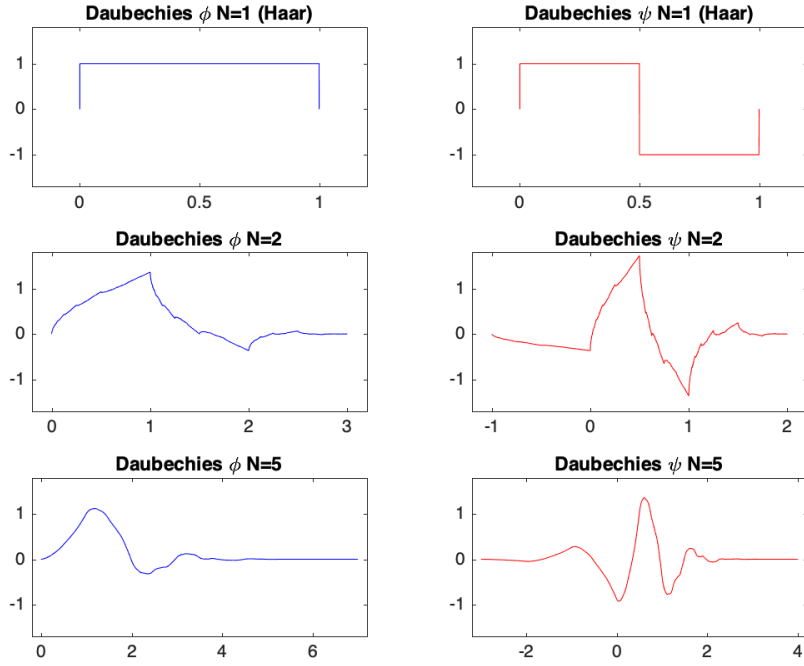 Daubechies ϕ N=1 (Haar)
1
0
-1
0 0.5 1
Daubechies ψ N=1 (Haar)
1
0
-1
0 0.5 1
Daubechies ϕ N=2
1
0
-1
0 1 2 3
Daubechies ψ N=2
1
0
-1
-1 0 1 2
Daubechies ϕ N=5
1
0
-1
0 2 4 6
Daubechies ψ N=5
1
0
-1
-2 0 2 4